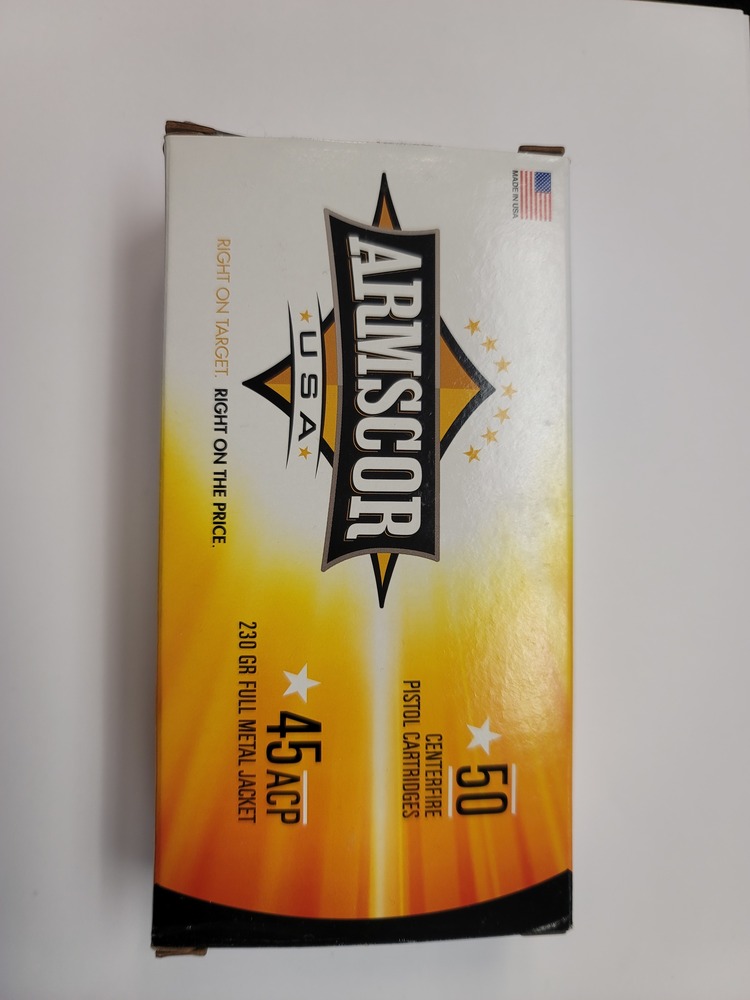 MADE IN USA
ARMSCOR
USA
RIGHT ON TARGET. RIGHT ON THE PRICE.
50
CENTERFIRE
PISTOL CARTRIDGES
45 ACP
230 GR FULL METAL JACKET